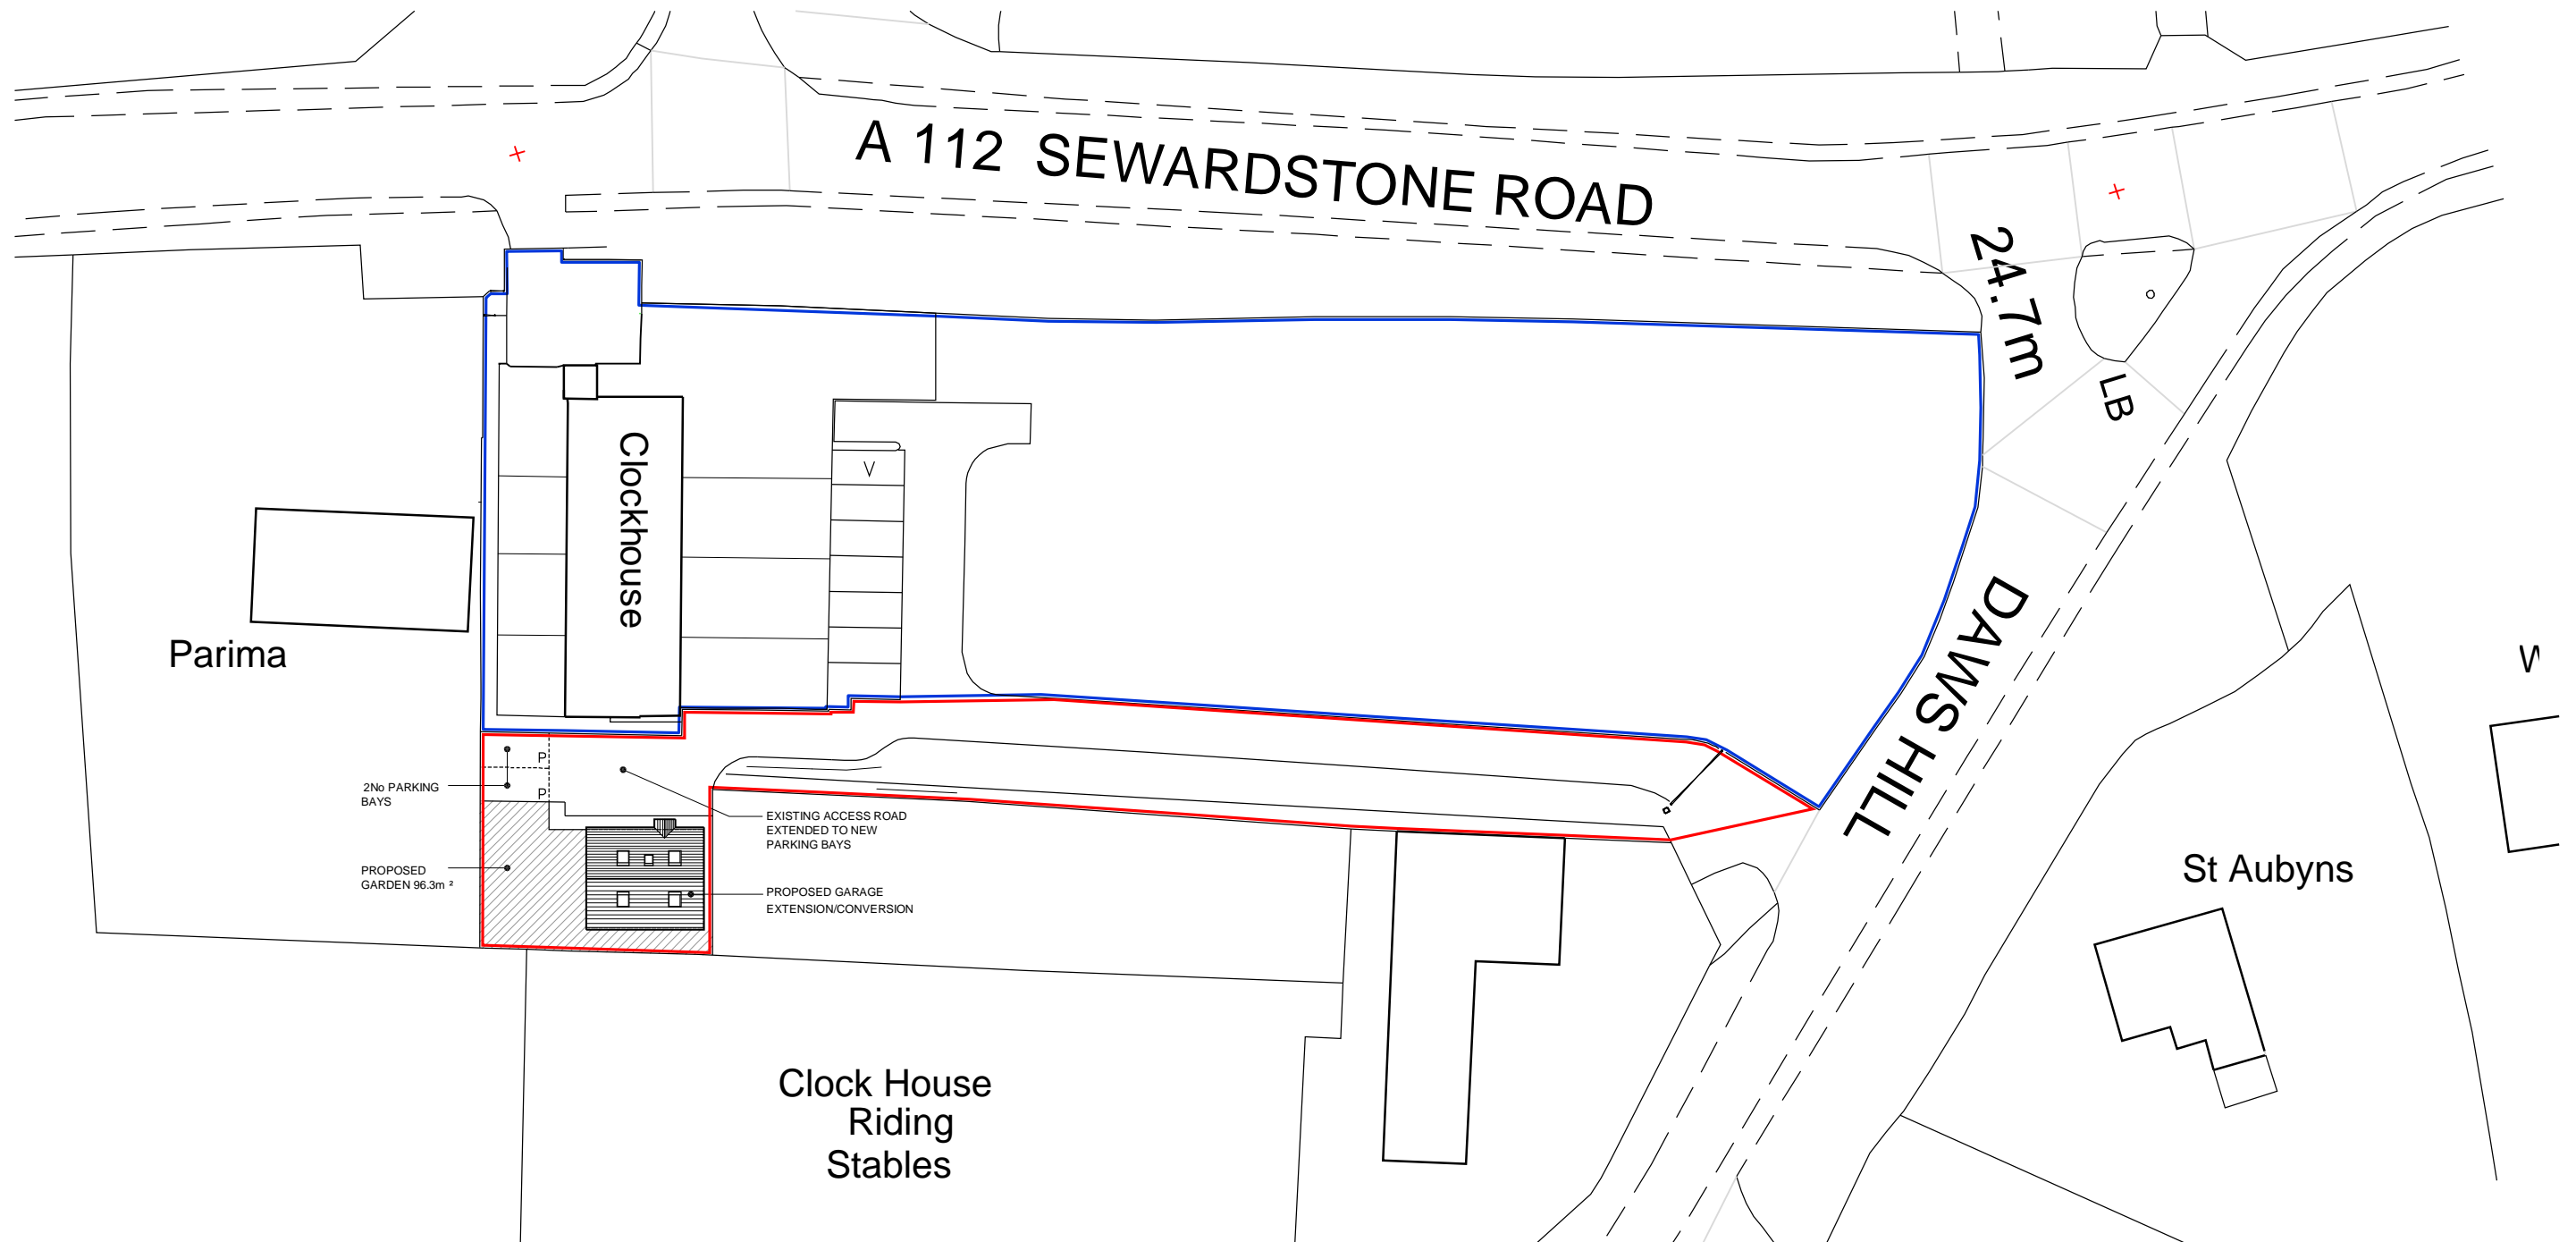 A 112 SEWARDSTONE ROAD
24.7m
LB
Clockhouse
V
DAWS HILL
Parima
W
2No PARKING
BAYS
P
P
EXISTING ACCESS ROAD
EXTENDED TO NEW
PARKING BAYS
PROPOSED
GARDEN 96.3m ²
PROPOSED GARAGE
EXTENSION/CONVERSION
St Aubyns
Clock House
Riding
Stables